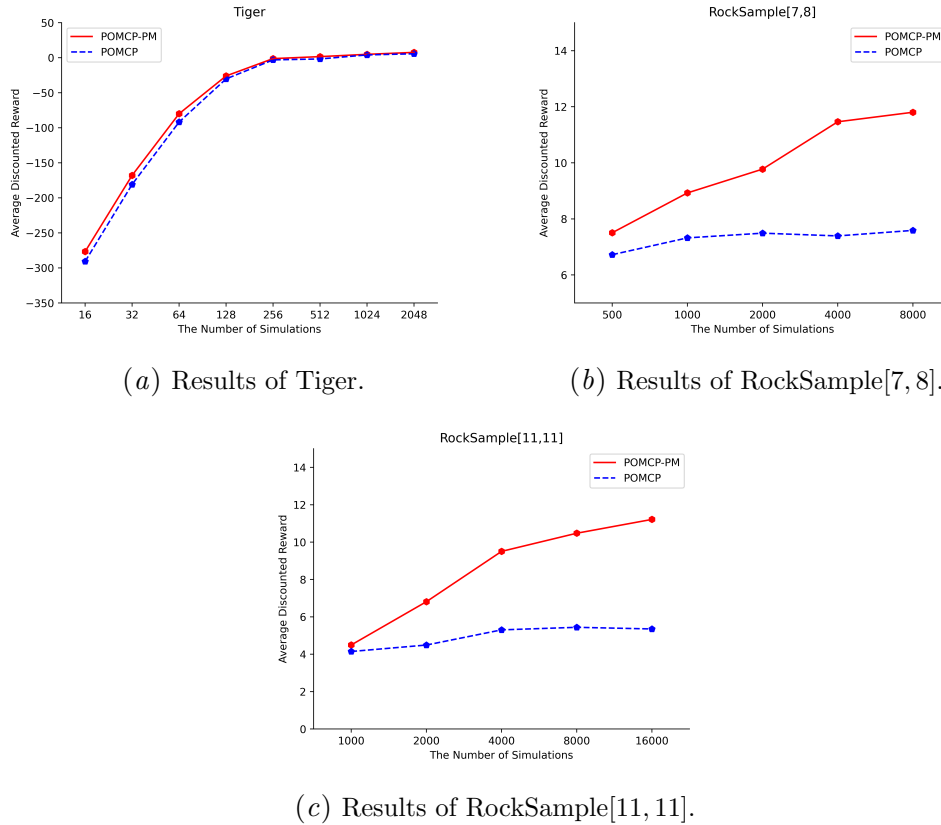 Tiger
POMCP-PM
POMCP
Average Discounted Reward
50
0
−50
−100
−150
−200
−250
−300
−350
16 32 64 128 256 512 1024 2048
The Number of Simulations
(a) Results of Tiger.
RockSample[7,8]
POMCP-PM
POMCP
Average Discounted Reward
14
12
10
8
6
500 1000 2000 4000 8000
The Number of Simulations
(b) Results of RockSample[7, 8].
RockSample[11,11]
POMCP-PM
POMCP
Average Discounted Reward
14
12
10
8
6
4
2
0
1000 2000 4000 8000 16000
The Number of Simulations
(c) Results of RockSample[11, 11].